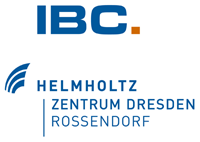 IBC.
HELMHOLTZ
ZENTRUM DRESDEN
ROSSENDORF